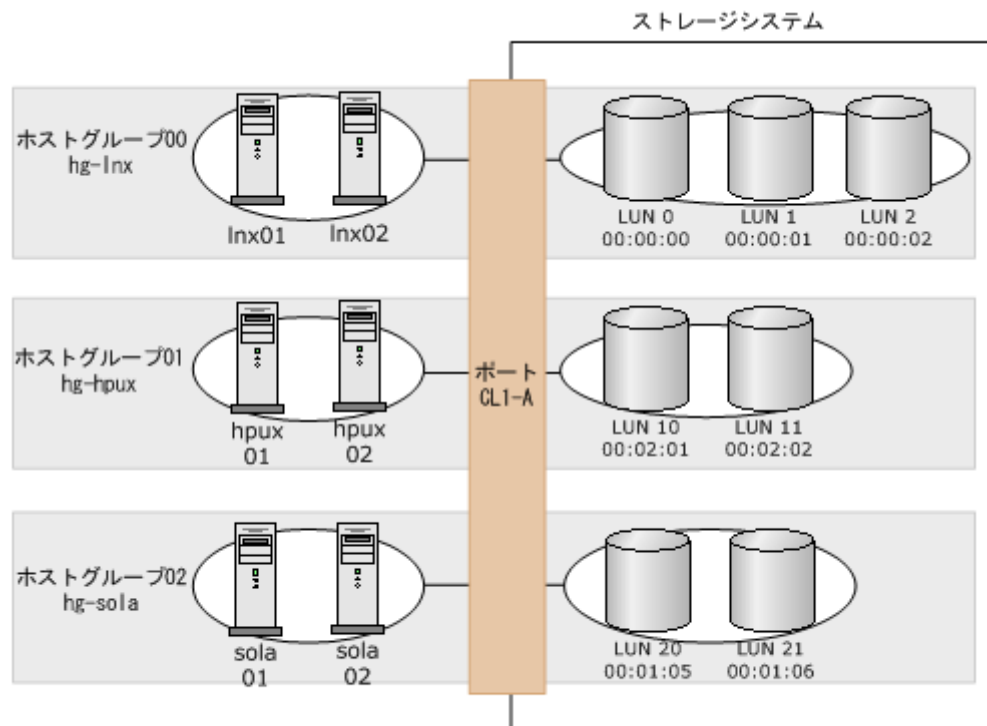 ストレージシステム
ホストグループ00
hg-lnx
lnx01
lnx02
LUN 0
00:00:00
LUN 1
00:00:01
LUN 2
00:00:02
ホストグループ01
hg-hpux
hpux
01
hpux
02
ポート
CL1-A
LUN 10
00:02:01
LUN 11
00:02:02
ホストグループ02
hg-sola
sola
01
sola
02
LUN 20
00:01:05
LUN 21
00:01:06